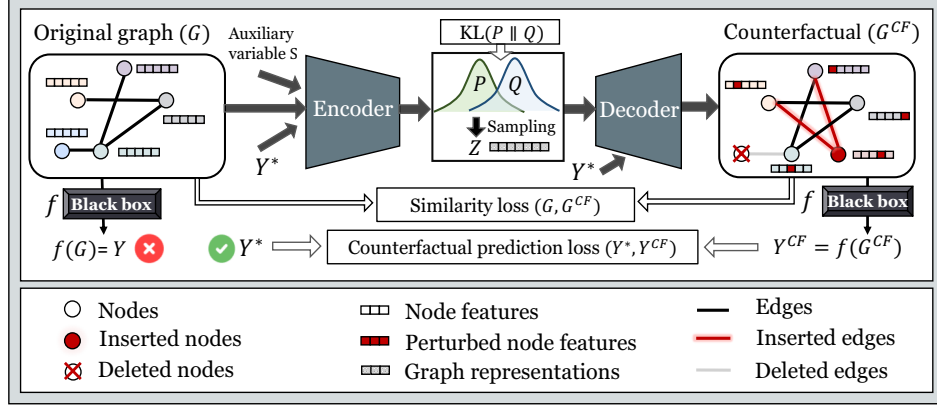 Original graph (G)
Auxiliary
variable S
KL(P ∥ Q)
Counterfactual (G^{CF})
Encoder
P
Q
Decoder
Sampling
Z
Y*
Y*
f
Black box
Similarity loss (G, G^{CF})
f
Black box
f(G)= Y
Y*
Counterfactual prediction loss (Y*, Y^{CF})
Y^{CF} = f(G^{CF})
Nodes
Node features
Edges
Inserted nodes
Perturbed node features
Inserted edges
Deleted nodes
Graph representations
Deleted edges